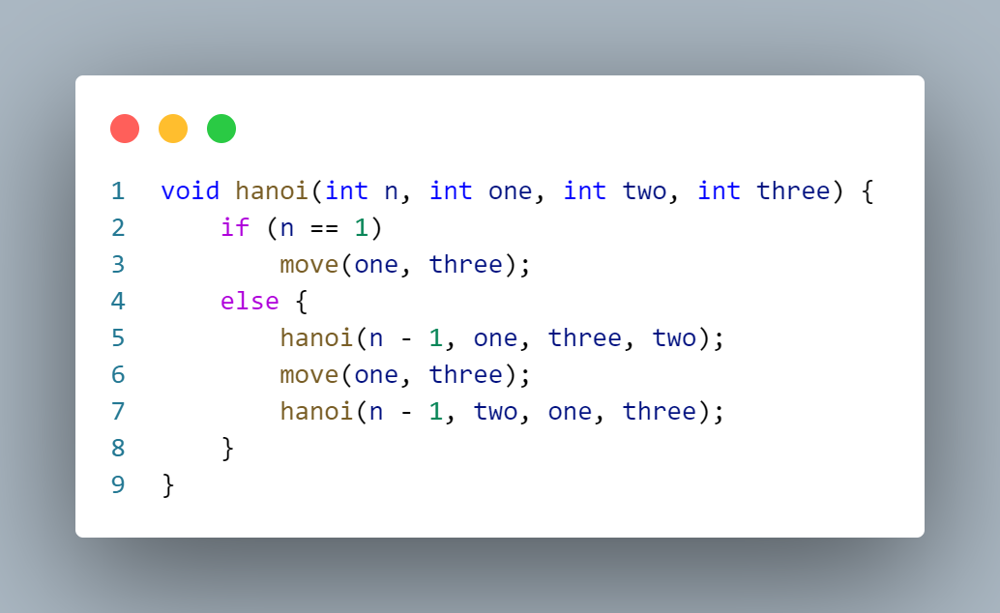 1 void hanoi(int n, int one, int two, int three) {
2     if (n == 1)
3         move(one, three);
4     else {
5         hanoi(n - 1, one, three, two);
6         move(one, three);
7         hanoi(n - 1, two, one, three);
8     }
9 }